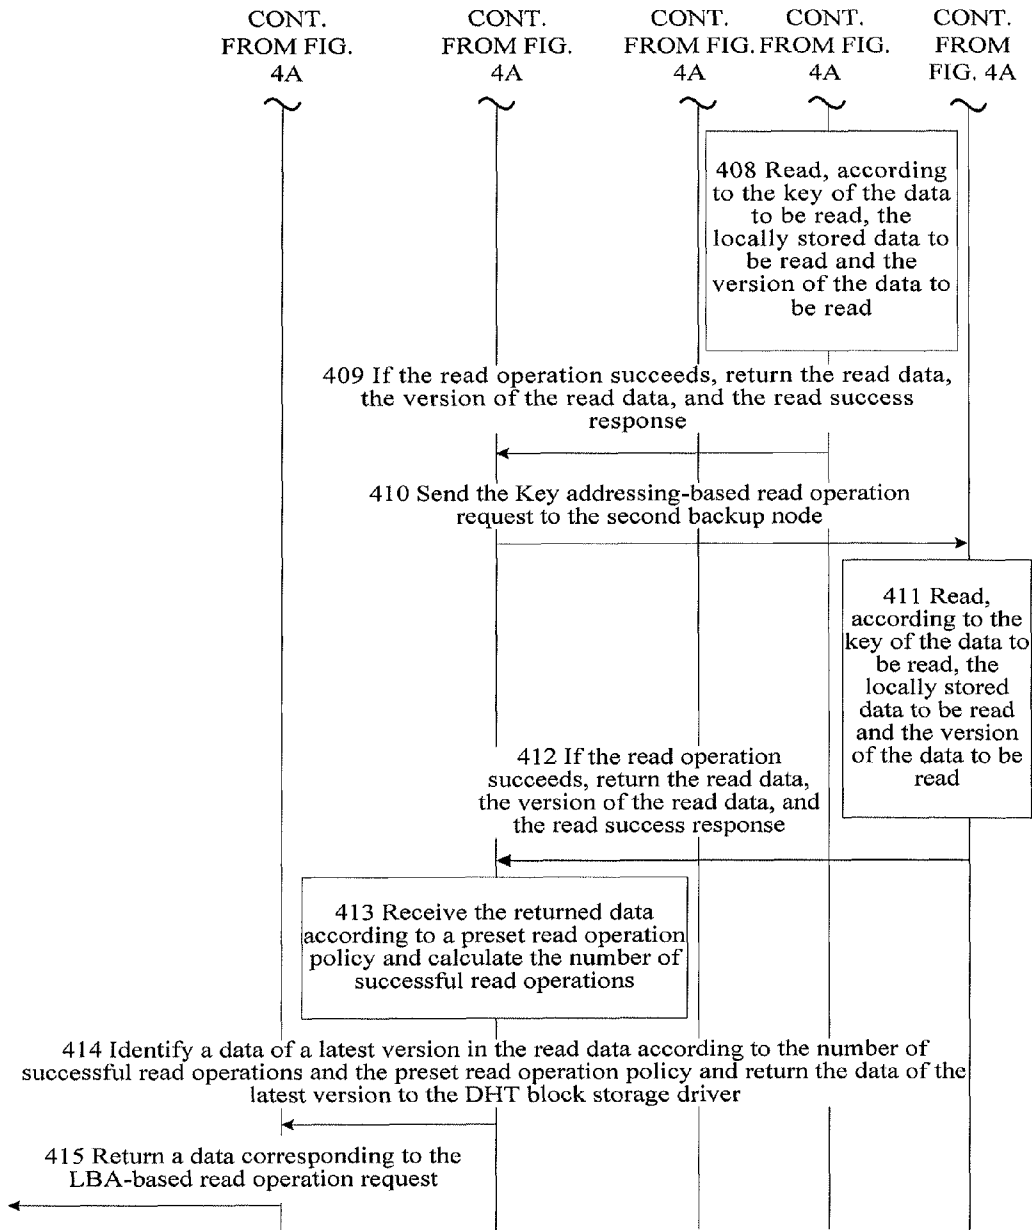 CONT. FROM FIG. 4A
CONT. FROM FIG. 4A
CONT. FROM FIG. 4A
CONT. FROM FIG. 4A
CONT. FROM FIG. 4A
408 Read, according
to the key of the data
to be read, the
locally stored data to
be read and the
version of the data to
be read
409 If the read operation succeeds, return the read data,
the version of the read data, and the read success
response
410 Send the Key addressing-based read operation
request to the second backup node
411 Read,
according to the
key of the data to
be read, the
locally stored
data to be read
and the version
of the data to be
read
412 If the read operation
succeeds, return the read data,
the version of the read data, and
the read success response
413 Receive the returned data
according to a preset read operation
policy and calculate the number of
successful read operations
414 Identify a data of a latest version in the read data according to the number of
successful read operations and the preset read operation policy and return the data of the
latest version to the DHT block storage driver
415 Return a data corresponding to the
LBA-based read operation request